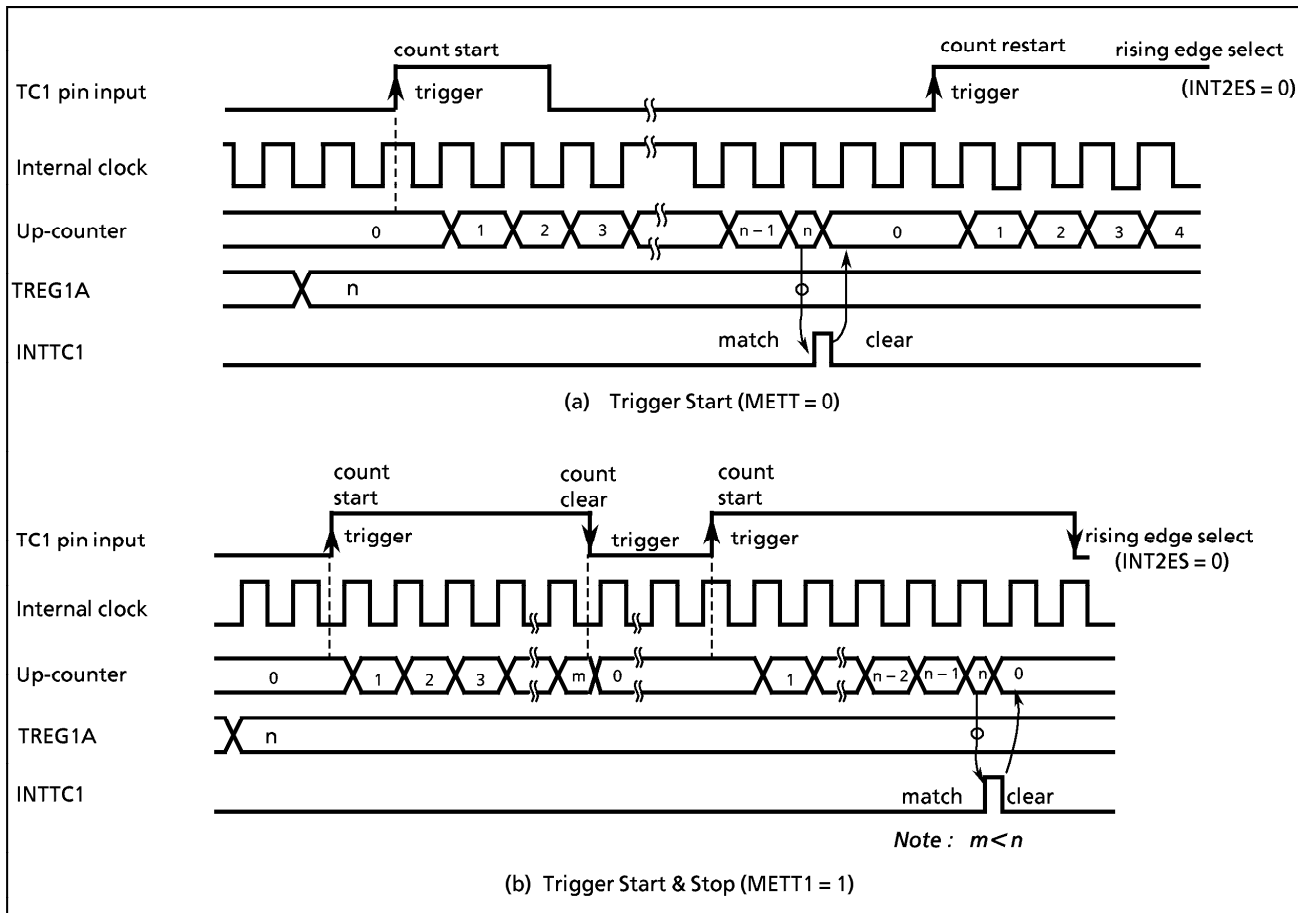 count start
count restart
rising edge select
TC1 pin input
trigger
trigger
(INT2ES = 0)
Internal clock
Up-counter
0 1 2 3 n – 1 n 0 1 2 3 4
TREG1A
n
INTTC1
match
clear
(a) Trigger Start (METT = 0)
count
start
count
clear
count
start
TC1 pin input
trigger
trigger
trigger
rising edge select
(INT2ES = 0)
Internal clock
Up-counter
0 1 2 3 m 0 1 n – 2 n – 1 n 0
TREG1A
n
INTTC1
match
clear
Note : m < n
(b) Trigger Start & Stop (METT1 = 1)